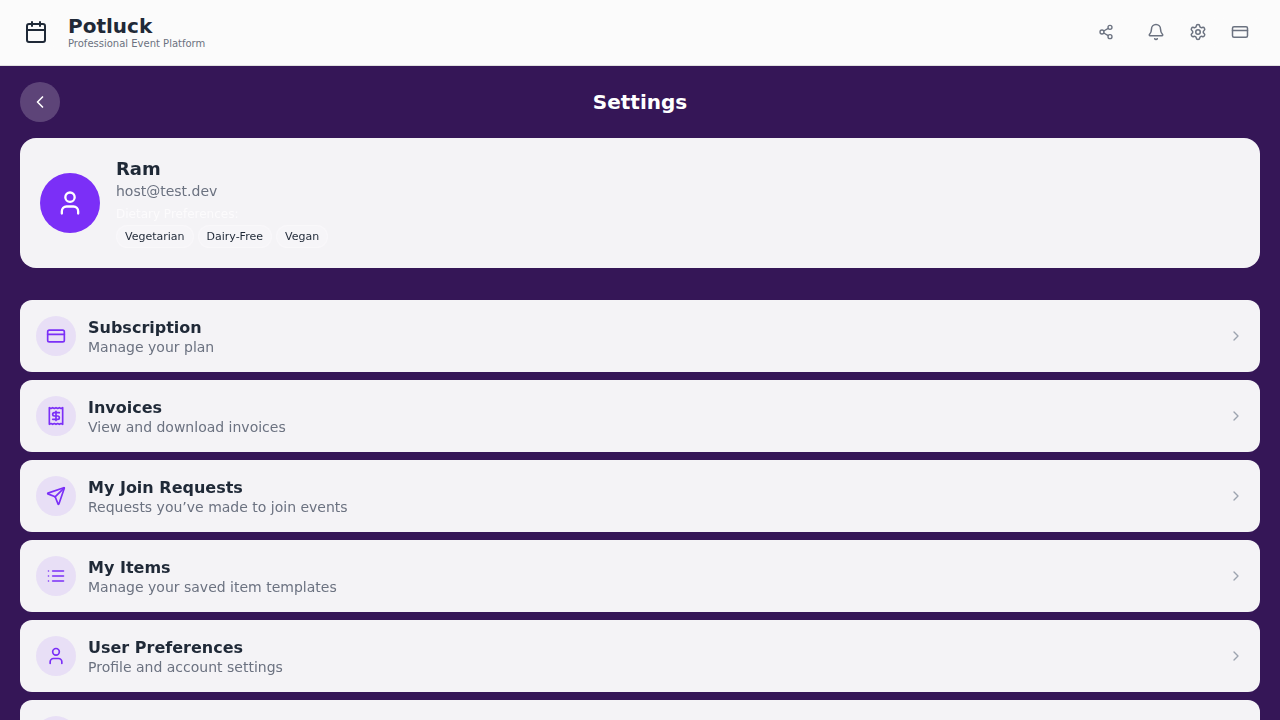 Potluck
Professional Event Platform
Settings
Ram
host@test.dev
Dietary Preferences:
Vegetarian Dairy-Free Vegan
Subscription
Manage your plan
Invoices
View and download invoices
My Join Requests
Requests you’ve made to join events
My Items
Manage your saved item templates
User Preferences
Profile and account settings